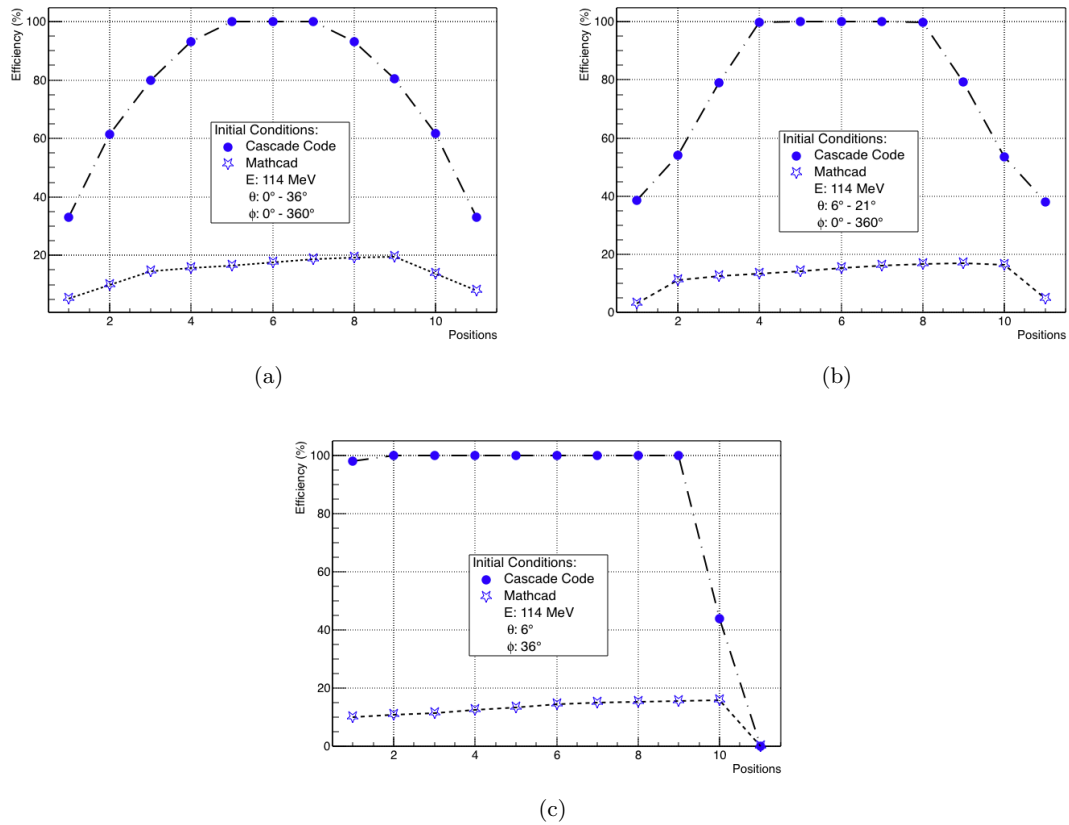 Efficiency (%)
100
80
60
40
20
2
4
6
8
10
Positions
Initial Conditions:
Cascade Code
Mathcad
E: 114 MeV
θ: 0° - 36°
ϕ: 0° - 360°
(a)
Efficiency (%)
100
80
60
40
20
0
2
4
6
8
10
Positions
Initial Conditions:
Cascade Code
Mathcad
E: 114 MeV
θ: 6° - 21°
ϕ: 0° - 360°
(b)
Efficiency (%)
100
80
60
40
20
0
2
4
6
8
10
Positions
Initial Conditions:
Cascade Code
Mathcad
E: 114 MeV
θ: 6°
ϕ: 36°
(c)